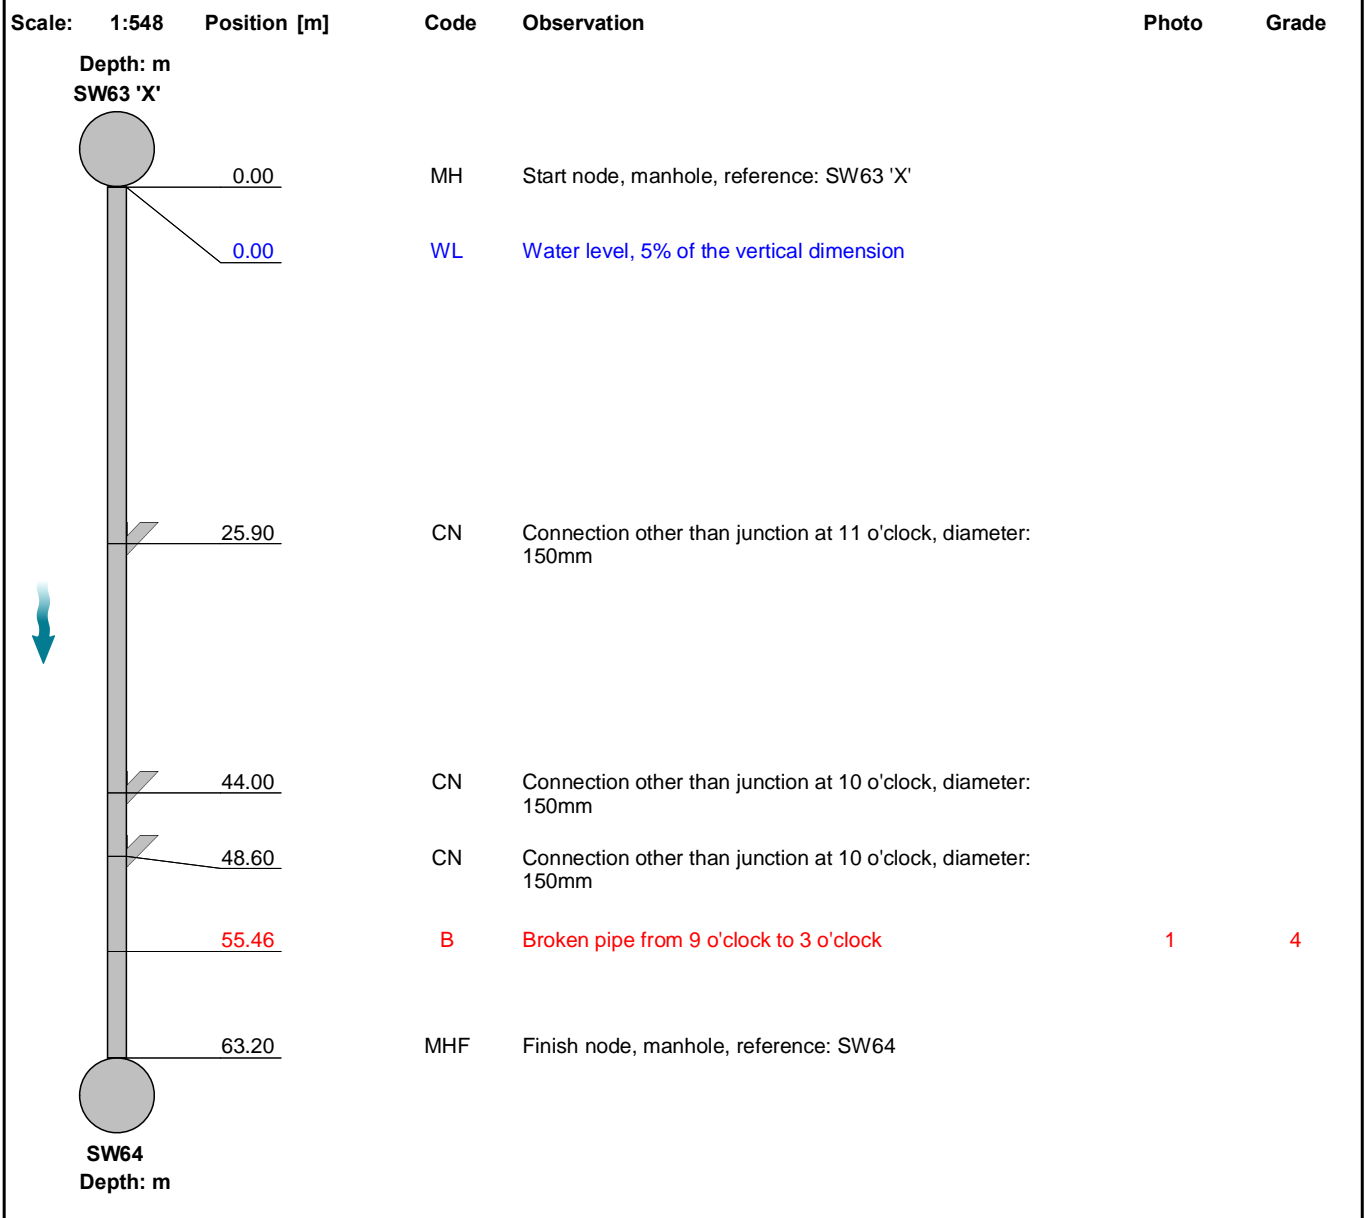 Scale: 1:548 Position [m] Code Observation Photo Grade
Depth: m
SW63 'X'
0.00 MH Start node, manhole, reference: SW63 'X'
0.00 WL Water level, 5% of the vertical dimension
25.90 CN Connection other than junction at 11 o'clock, diameter:
150mm
44.00 CN Connection other than junction at 10 o'clock, diameter:
150mm
48.60 CN Connection other than junction at 10 o'clock, diameter:
150mm
55.46 B Broken pipe from 9 o'clock to 3 o'clock 1 4
63.20 MHF Finish node, manhole, reference: SW64
SW64
Depth: m